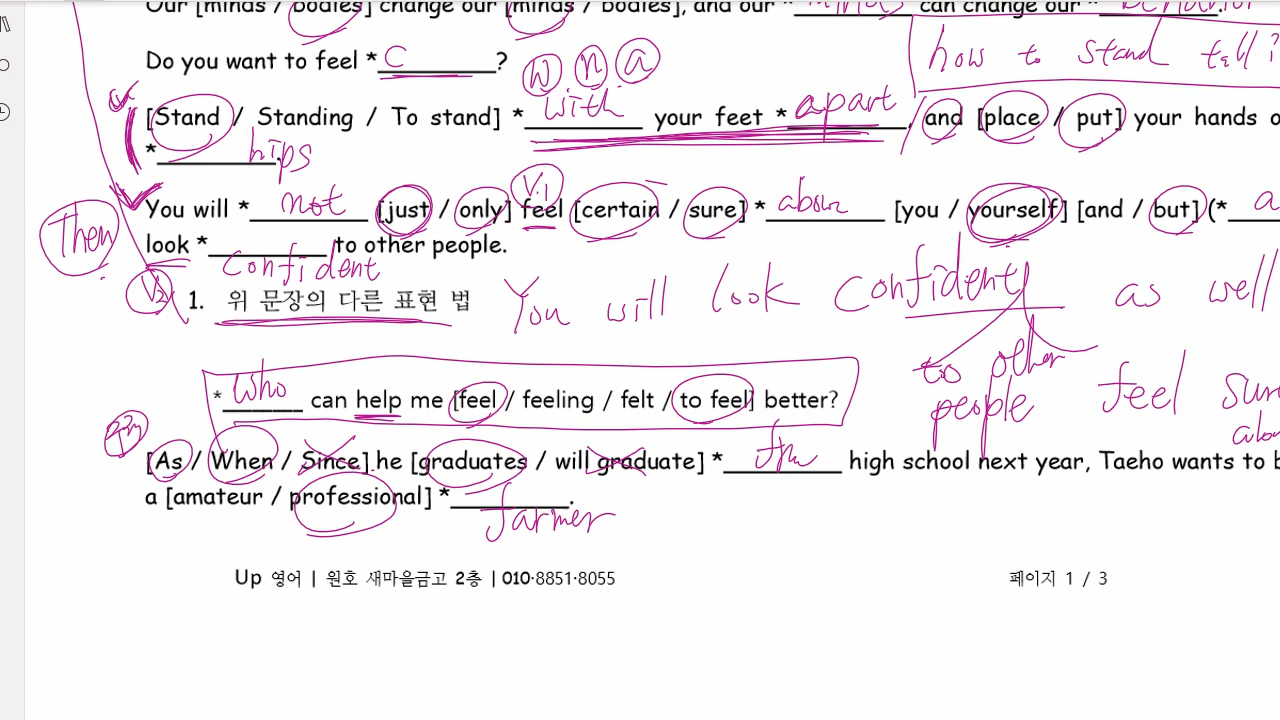 Our [minds / bodies] change our [minds / bodies], and our * minds can change our * behavior.
how to stand tell
Do you want to feel * C ?
w n a
[Stand / Standing / To stand] * with your feet * apart, and [place / put] your hands o
* hips.
V1
You will * not [just / only] feel [certain / sure] * about [you / yourself] [and / but] (* a
Then
look * confident to other people.
V2
1. 위 문장의 다른 표현 법 You will look confident as well
to other people feel sure
* who can help me [feel / feeling / felt / to feel] better?
[As / When / Since] he [graduates / will graduate] * from high school next year, Taeho wants to b
a [amateur / professional] * farmer.
Up 영어 | 원호 새마을금고 2층 | 010·8851·8055 페이지 1 / 3